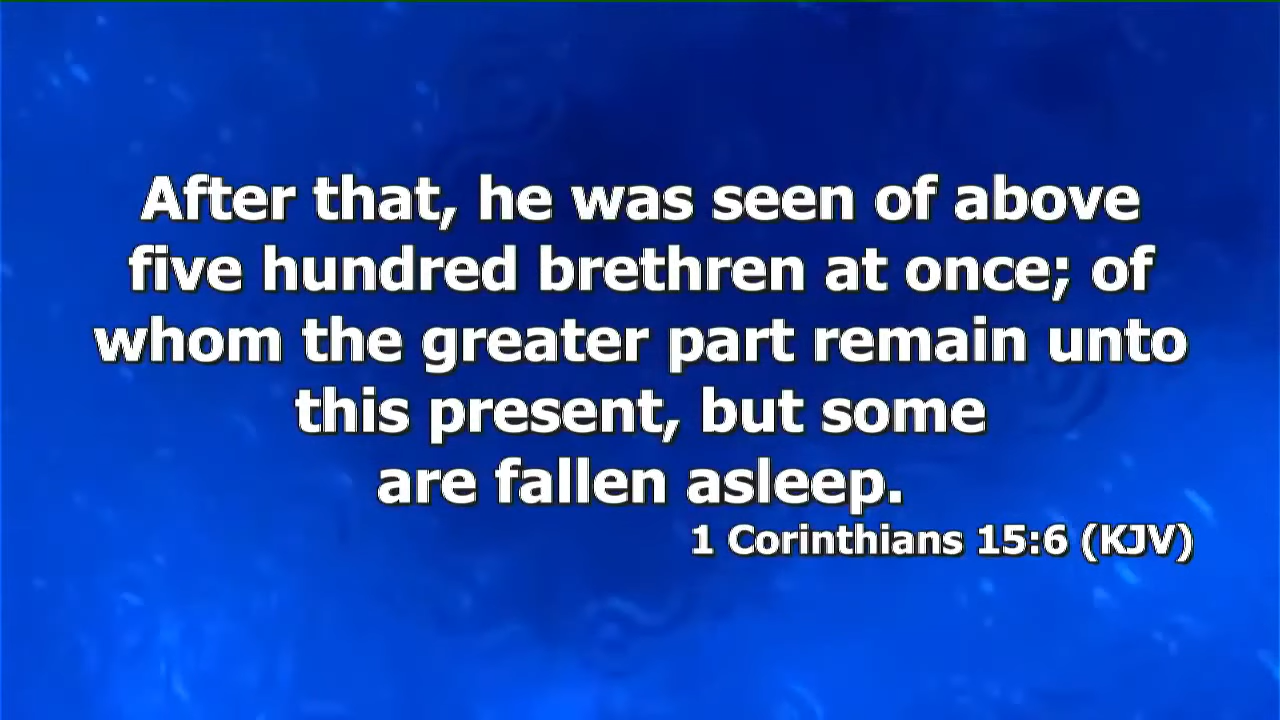 After that, he was seen of above
five hundred brethren at once; of
whom the greater part remain unto
this present, but some
are fallen asleep.
1 Corinthians 15:6 (KJV)